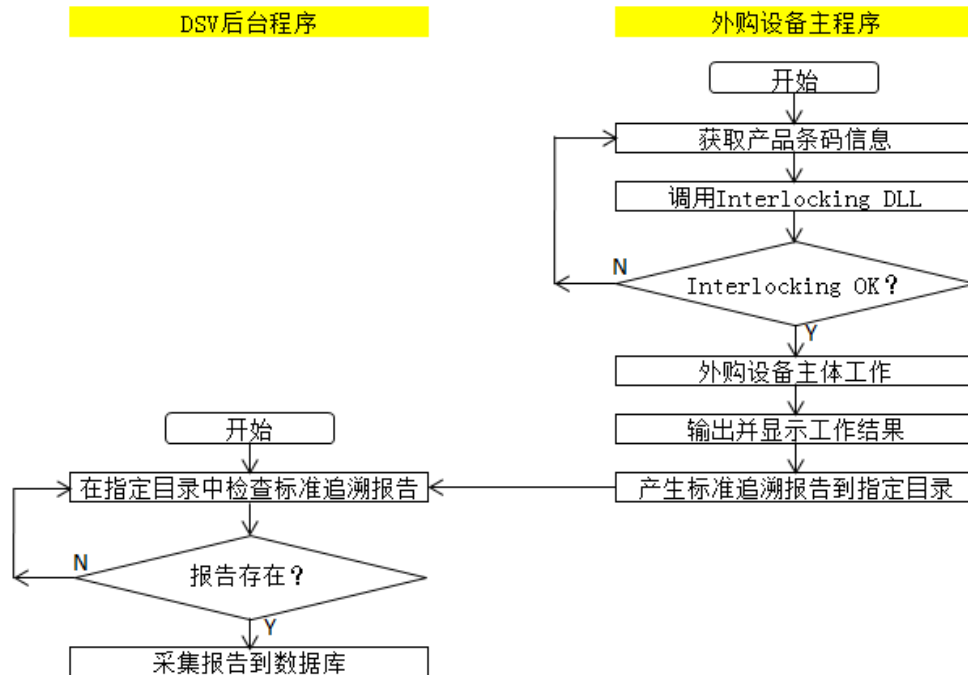 DSV后台程序
外购设备主程序
开始
获取产品条码信息
调用Interlocking DLL
N
Interlocking OK？
Y
外购设备主体工作
输出并显示工作结果
产生标准追溯报告到指定目录
开始
在指定目录中检查标准追溯报告
N
报告存在？
Y
采集报告到数据库